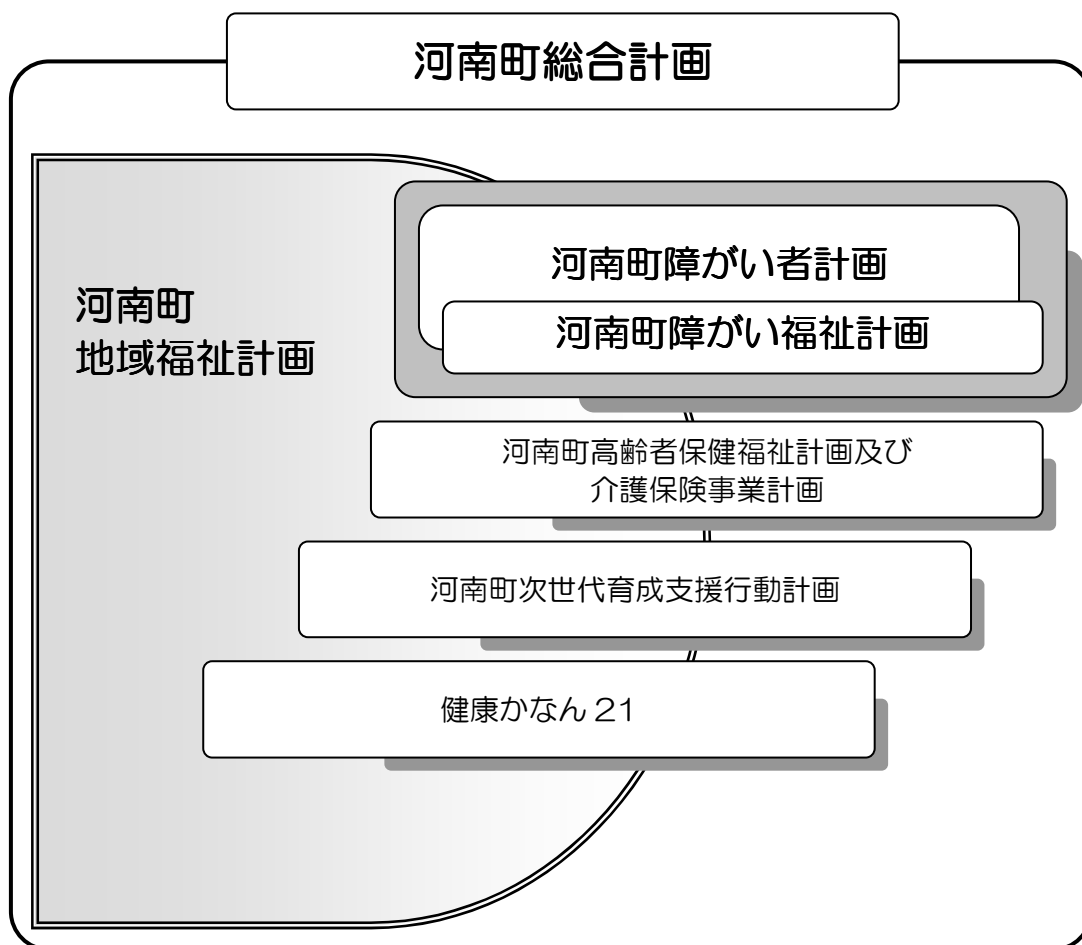 河南町総合計画
河南町
地域福祉計画
河南町障がい者計画
河南町障がい福祉計画
河南町高齢者保健福祉計画及び
介護保険事業計画
河南町次世代育成支援行動計画
健康かなん 21